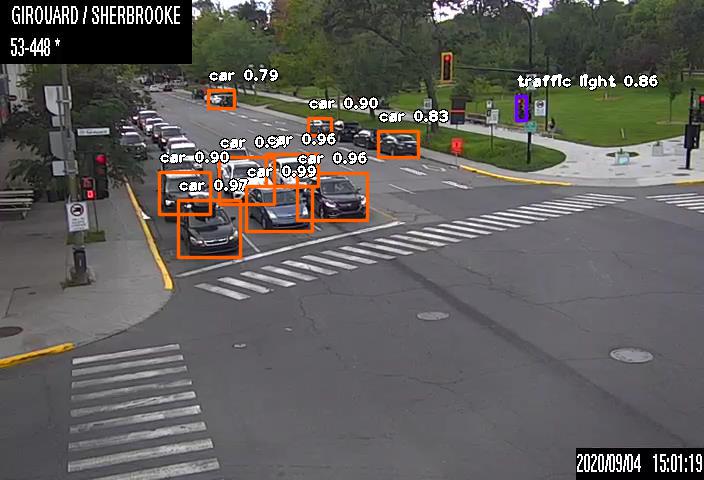 GIROUARD / SHERBROOKE
53-448 *
car 0.79
traffic light 0.86
car 0.90
car 0.83
car 0.96
car 0.90
car 0.96
car 0.99
car 0.97
2020/09/04 15:01:19